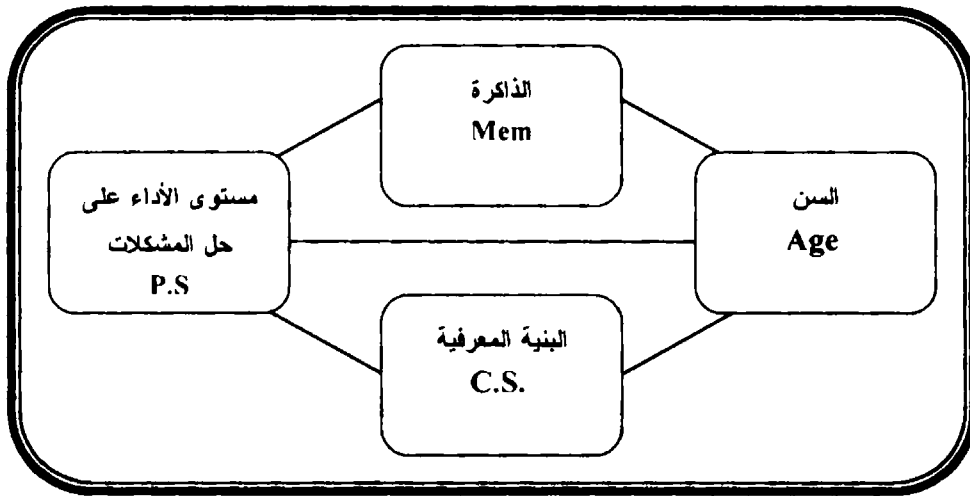 الذاكرة
Mem
السن
Age
مستوى الأداء على
حل المشكلات
P.S
البنية المعرفية
C.S.